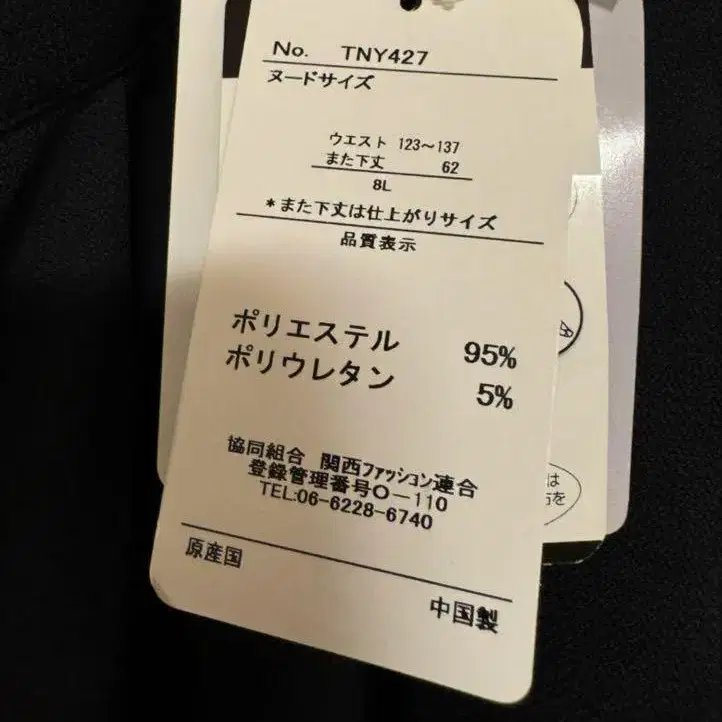 No. TNY427
ヌードサイズ
ウエスト 123～137
また下丈 62
8L
*また下丈は仕上がりサイズ
品質表示
ポリエステル 95%
ポリウレタン 5%
協同組合 関西ファッション連合
登録管理番号O-110
TEL:06-6228-6740
原産国
中国製
は
を